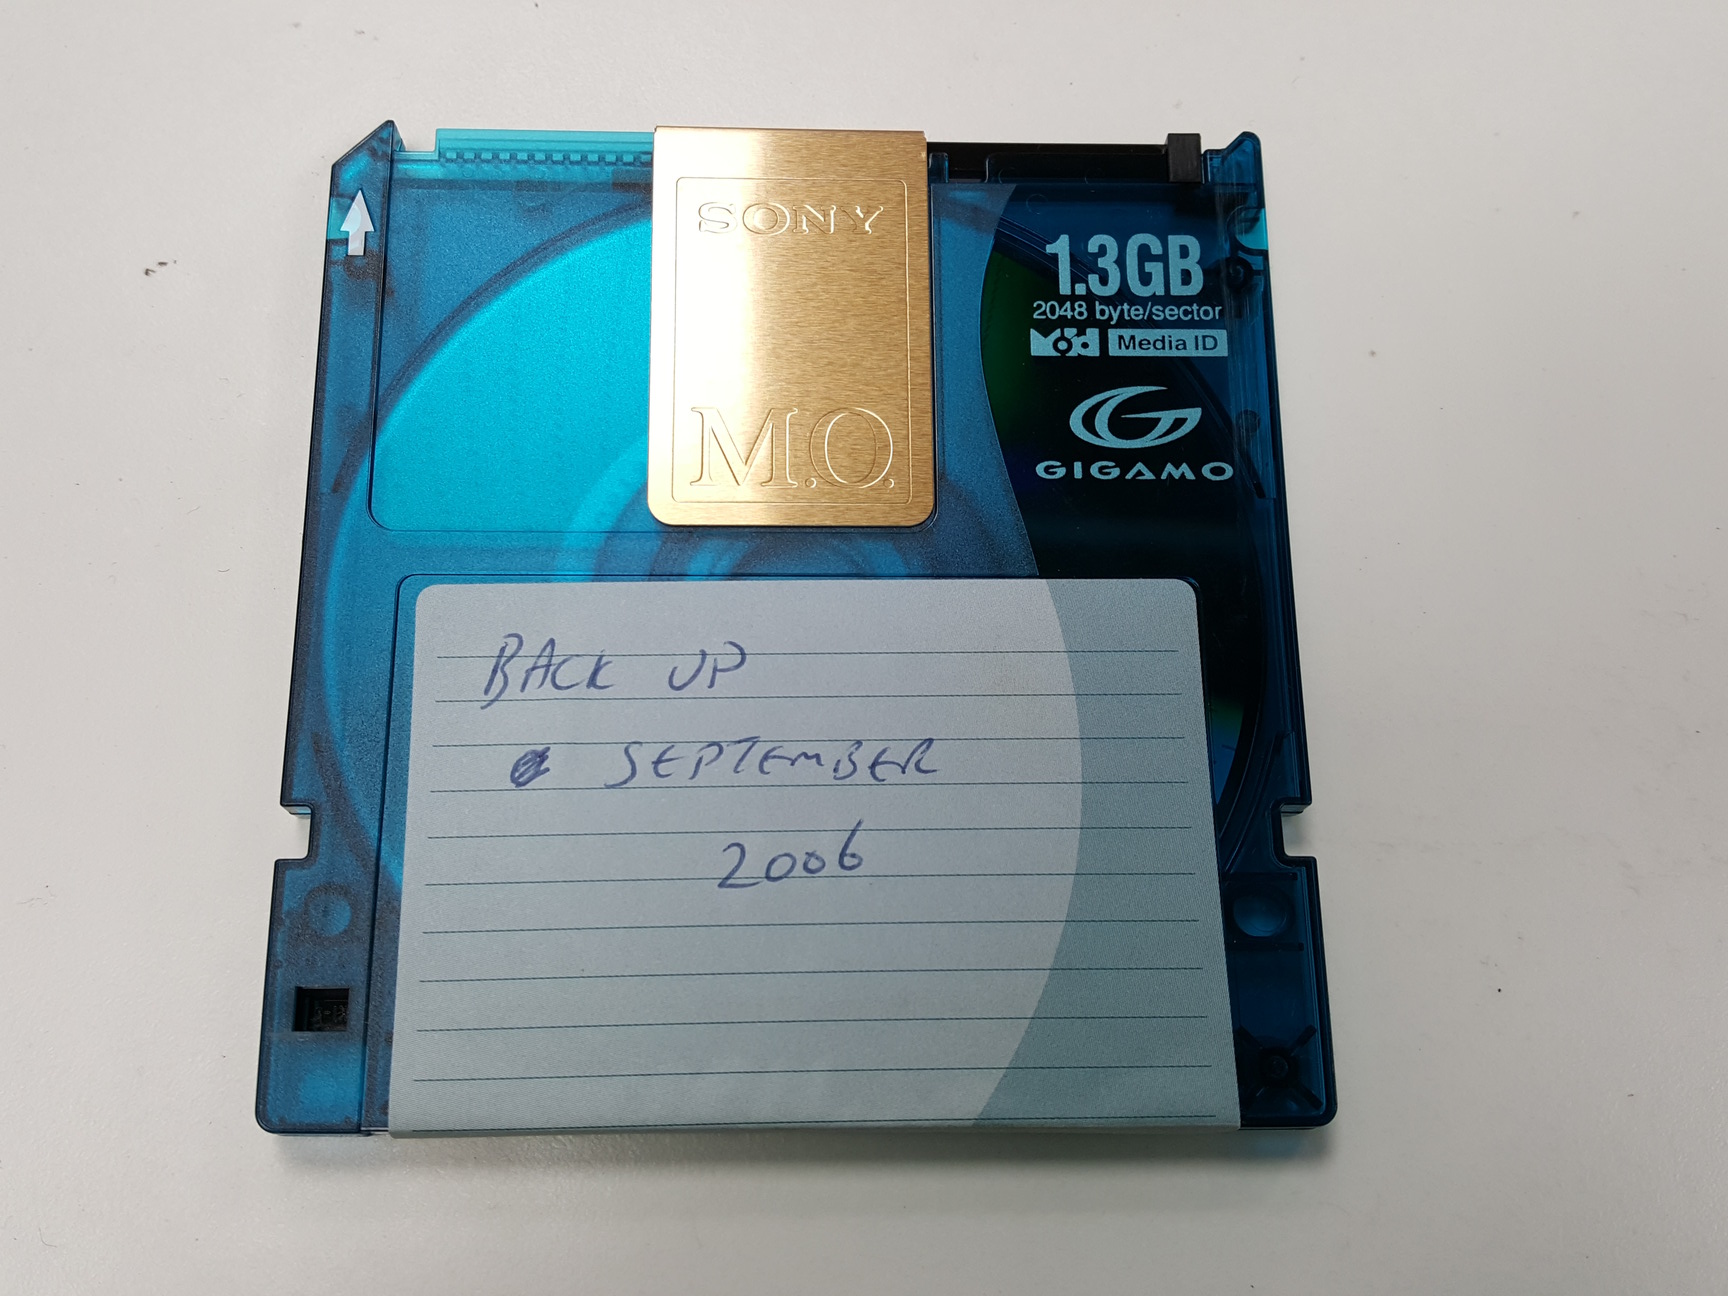 SONY
M.O.
1.3GB
2048 byte/sector
Media ID
GIGAMO
BACK UP
SEPTEMBER
2006